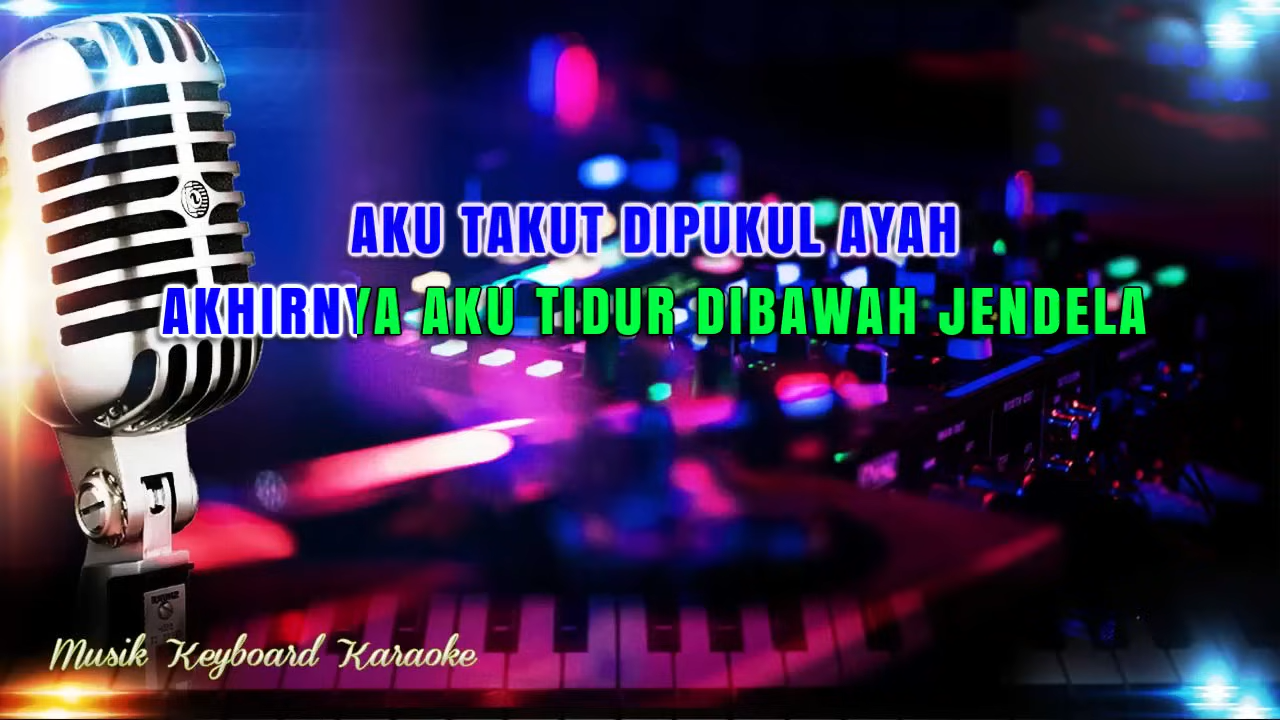 AKU TAKUT DIPUKUL AYAH
AKHIRNYA AKU TIDUR DIBAWAH JENDELA
Musik Keyboard Karaoke